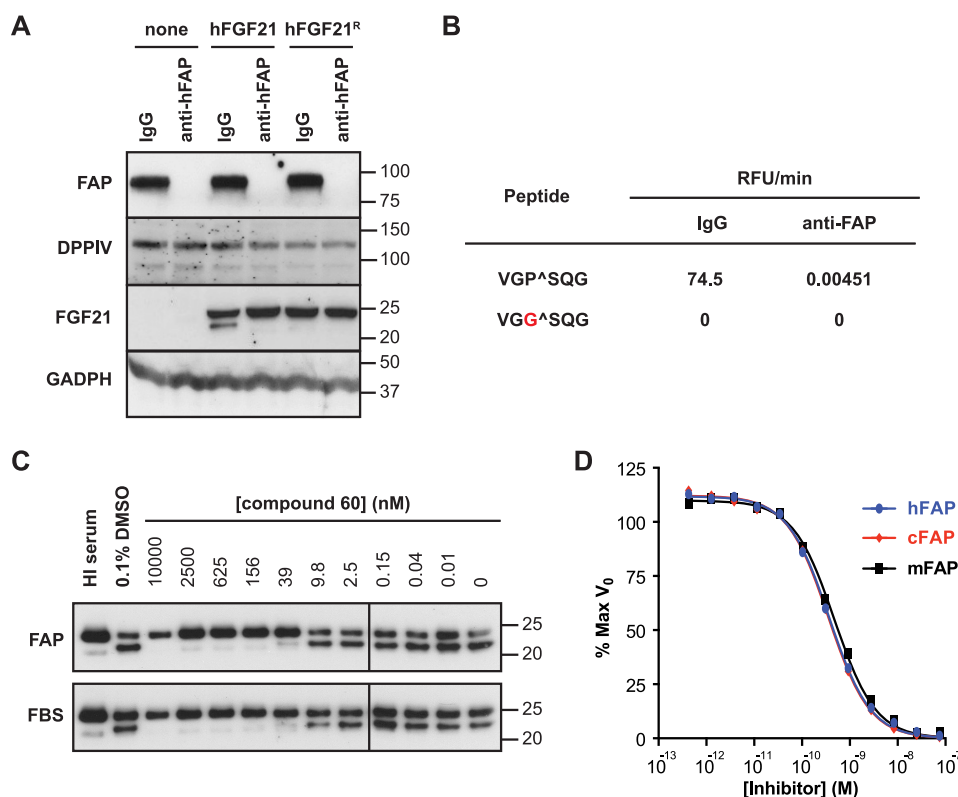 A
none hFGF21 hFGF21ᴿ
IgG anti-hFAP IgG anti-hFAP IgG anti-hFAP
FAP
100
75
DPPIV
150
100
FGF21
25
20
GADPH
50
37
B
Peptide RFU/min
IgG anti-FAP
VGP^SQG 74.5 0.00451
VGG^SQG 0 0
C
[compound 60] (nM)
HI serum 0.1% DMSO 10000 2500 625 156 39 9.8 2.5 0.15 0.04 0.01 0
FAP
25
20
FBS
25
20
D
% Max V₀
125
100
75
50
25
0
hFAP
cFAP
mFAP
10⁻¹³ 10⁻¹² 10⁻¹¹ 10⁻¹⁰ 10⁻⁹ 10⁻⁸ 10⁻⁷
[Inhibitor] (M)